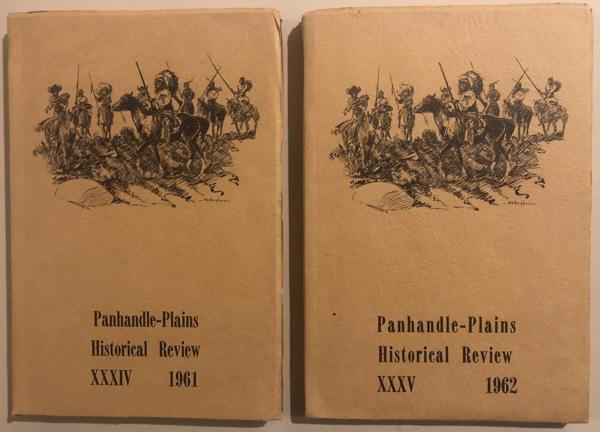 Panhandle-Plains
Historical Review
XXXIV 1961
Panhandle-Plains
Historical Review
XXXV 1962